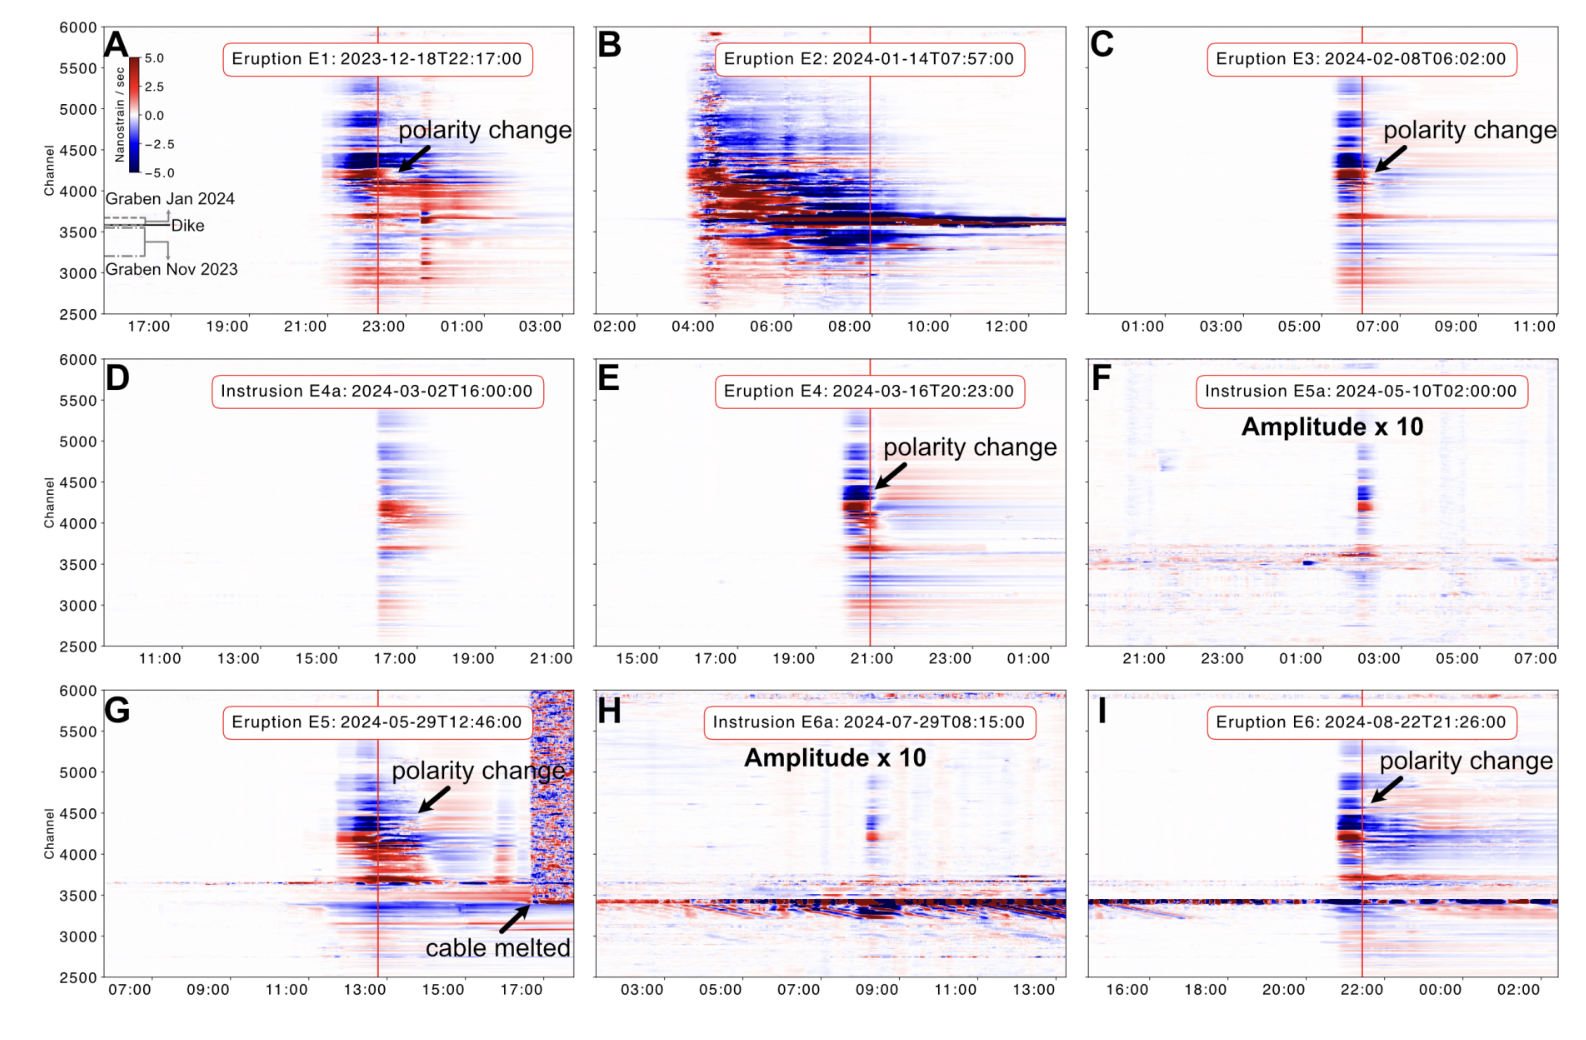 A
Eruption E1: 2023-12-18T22:17:00
polarity change
Nanostrain / sec
5.0
2.5
0.0
−2.5
−5.0
Graben Jan 2024
Dike
Graben Nov 2023
Channel
6000
5500
5000
4500
4000
3500
3000
2500
17:00 19:00 21:00 23:00 01:00 03:00
B
Eruption E2: 2024-01-14T07:57:00
02:00 04:00 06:00 08:00 10:00 12:00
C
Eruption E3: 2024-02-08T06:02:00
polarity change
01:00 03:00 05:00 07:00 09:00 11:00
D
Instrusion E4a: 2024-03-02T16:00:00
Channel
6000
5500
5000
4500
4000
3500
3000
2500
11:00 13:00 15:00 17:00 19:00 21:00
E
Eruption E4: 2024-03-16T20:23:00
polarity change
15:00 17:00 19:00 21:00 23:00 01:00
F
Instrusion E5a: 2024-05-10T02:00:00
Amplitude x 10
21:00 23:00 01:00 03:00 05:00 07:00
G
Eruption E5: 2024-05-29T12:46:00
polarity change
cable melted
Channel
6000
5500
5000
4500
4000
3500
3000
2500
07:00 09:00 11:00 13:00 15:00 17:00
H
Instrusion E6a: 2024-07-29T08:15:00
Amplitude x 10
03:00 05:00 07:00 09:00 11:00 13:00
I
Eruption E6: 2024-08-22T21:26:00
polarity change
16:00 18:00 20:00 22:00 00:00 02:00